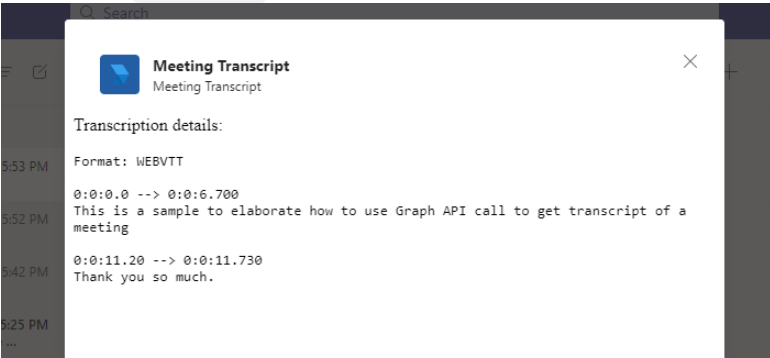 Search
Meeting Transcript
Meeting Transcript
Transcription details:
Format: WEBVTT
0:0:0.0 --> 0:0:6.700
This is a sample to elaborate how to use Graph API call to get transcript of a
meeting
0:0:11.20 --> 0:0:11.730
Thank you so much.
5:53 PM
5:52 PM
5:42 PM
5:25 PM
...